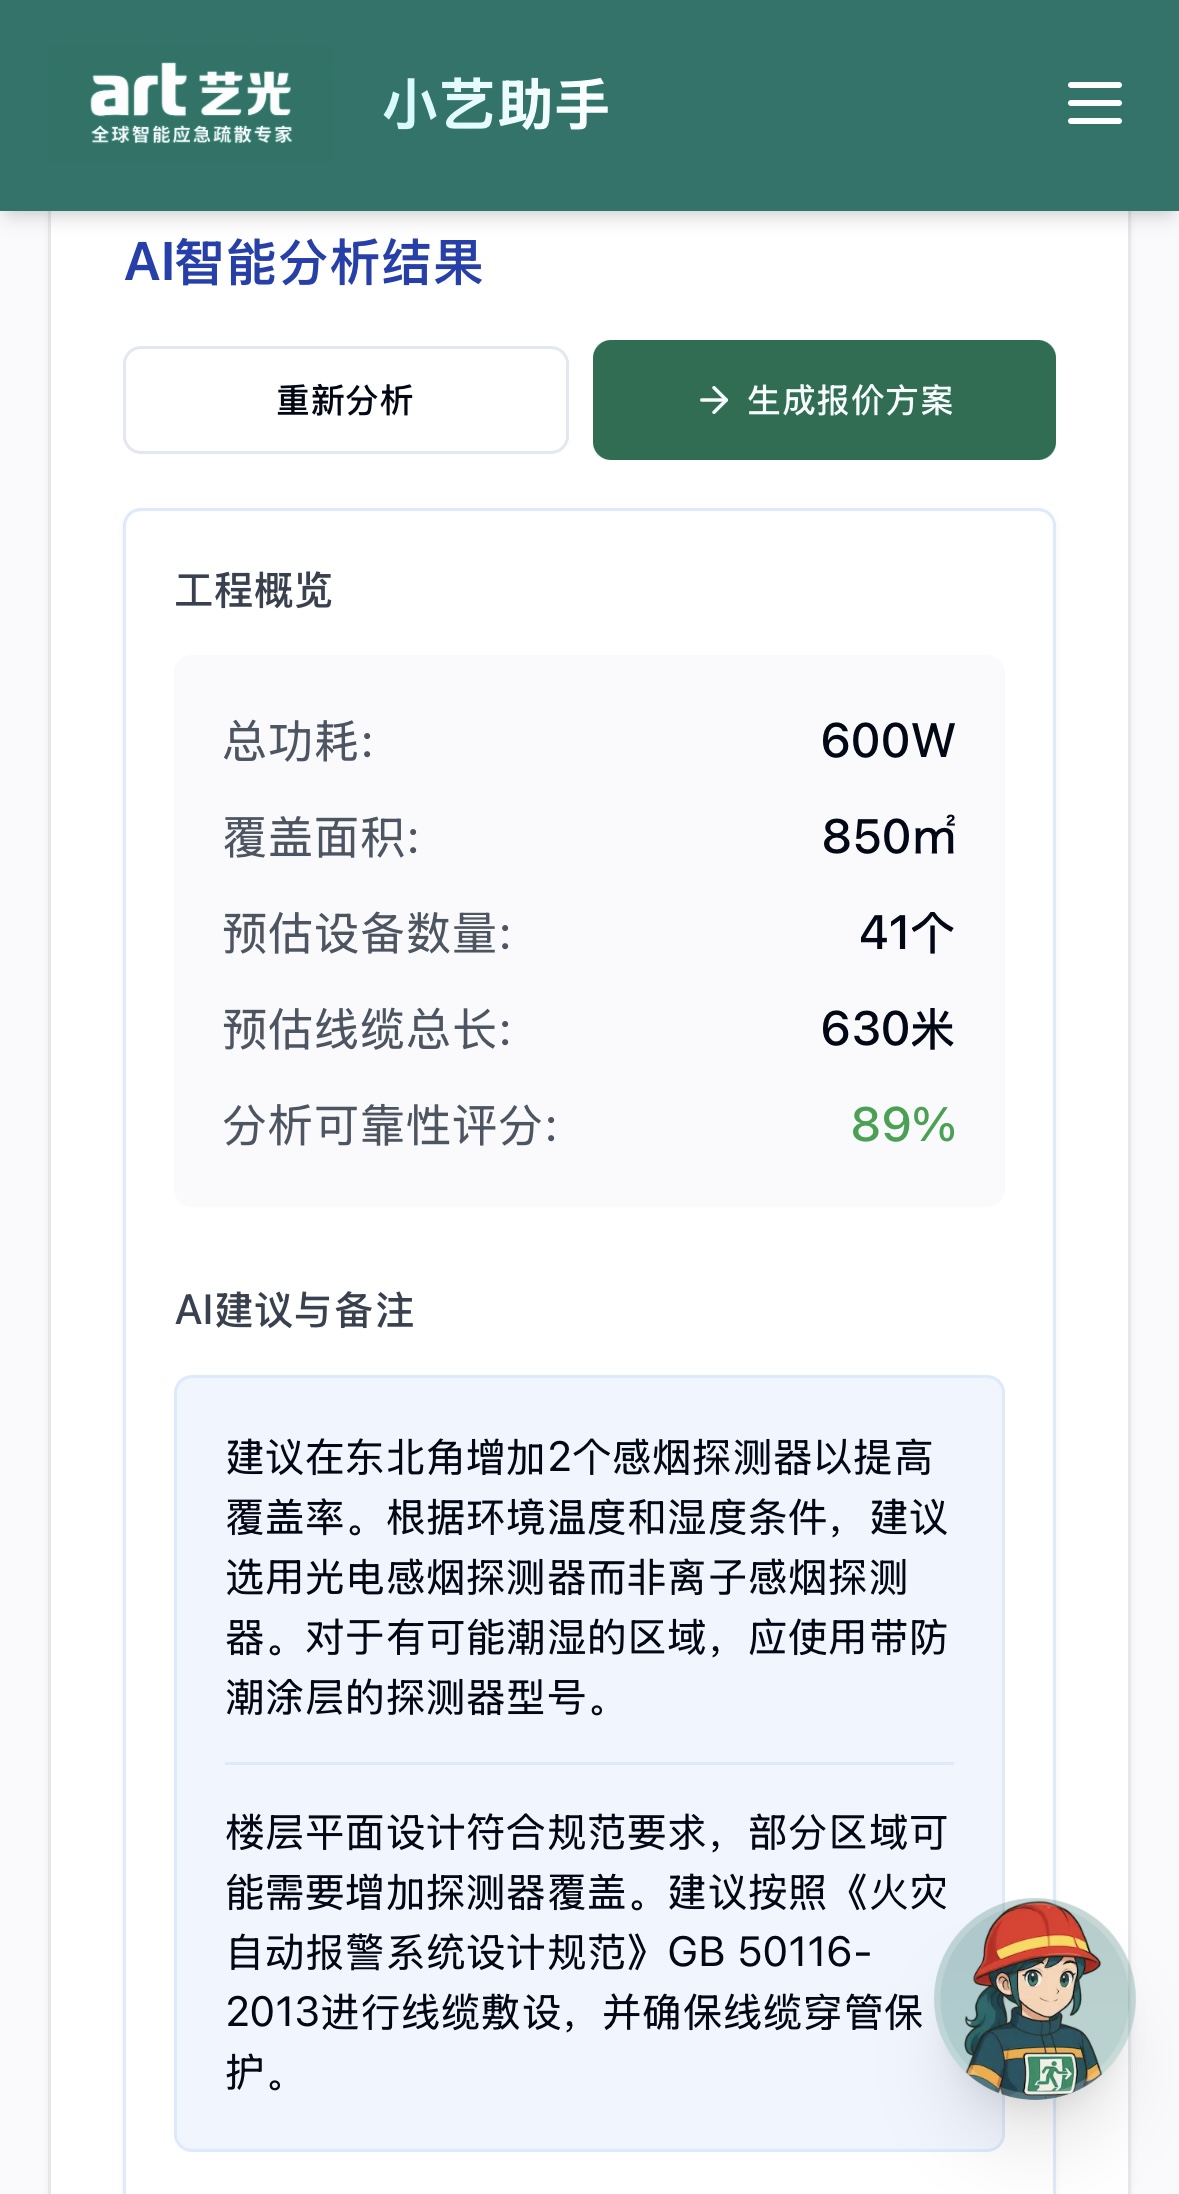 art 艺光
全球智能应急疏散专家
小艺助手
AI智能分析结果
重新分析
→ 生成报价方案
工程概览
总功耗: 600W
覆盖面积: 850㎡
预估设备数量: 41个
预估线缆总长: 630米
分析可靠性评分: 89%
AI建议与备注
建议在东北角增加2个感烟探测器以提高
覆盖率。根据环境温度和湿度条件，建议
选用光电感烟探测器而非离子感烟探测
器。对于有可能潮湿的区域，应使用带防
潮涂层的探测器型号。
楼层平面设计符合规范要求，部分区域可
能需要增加探测器覆盖。建议按照《火灾
自动报警系统设计规范》GB 50116-
2013进行线缆敷设，并确保线缆穿管保
护。